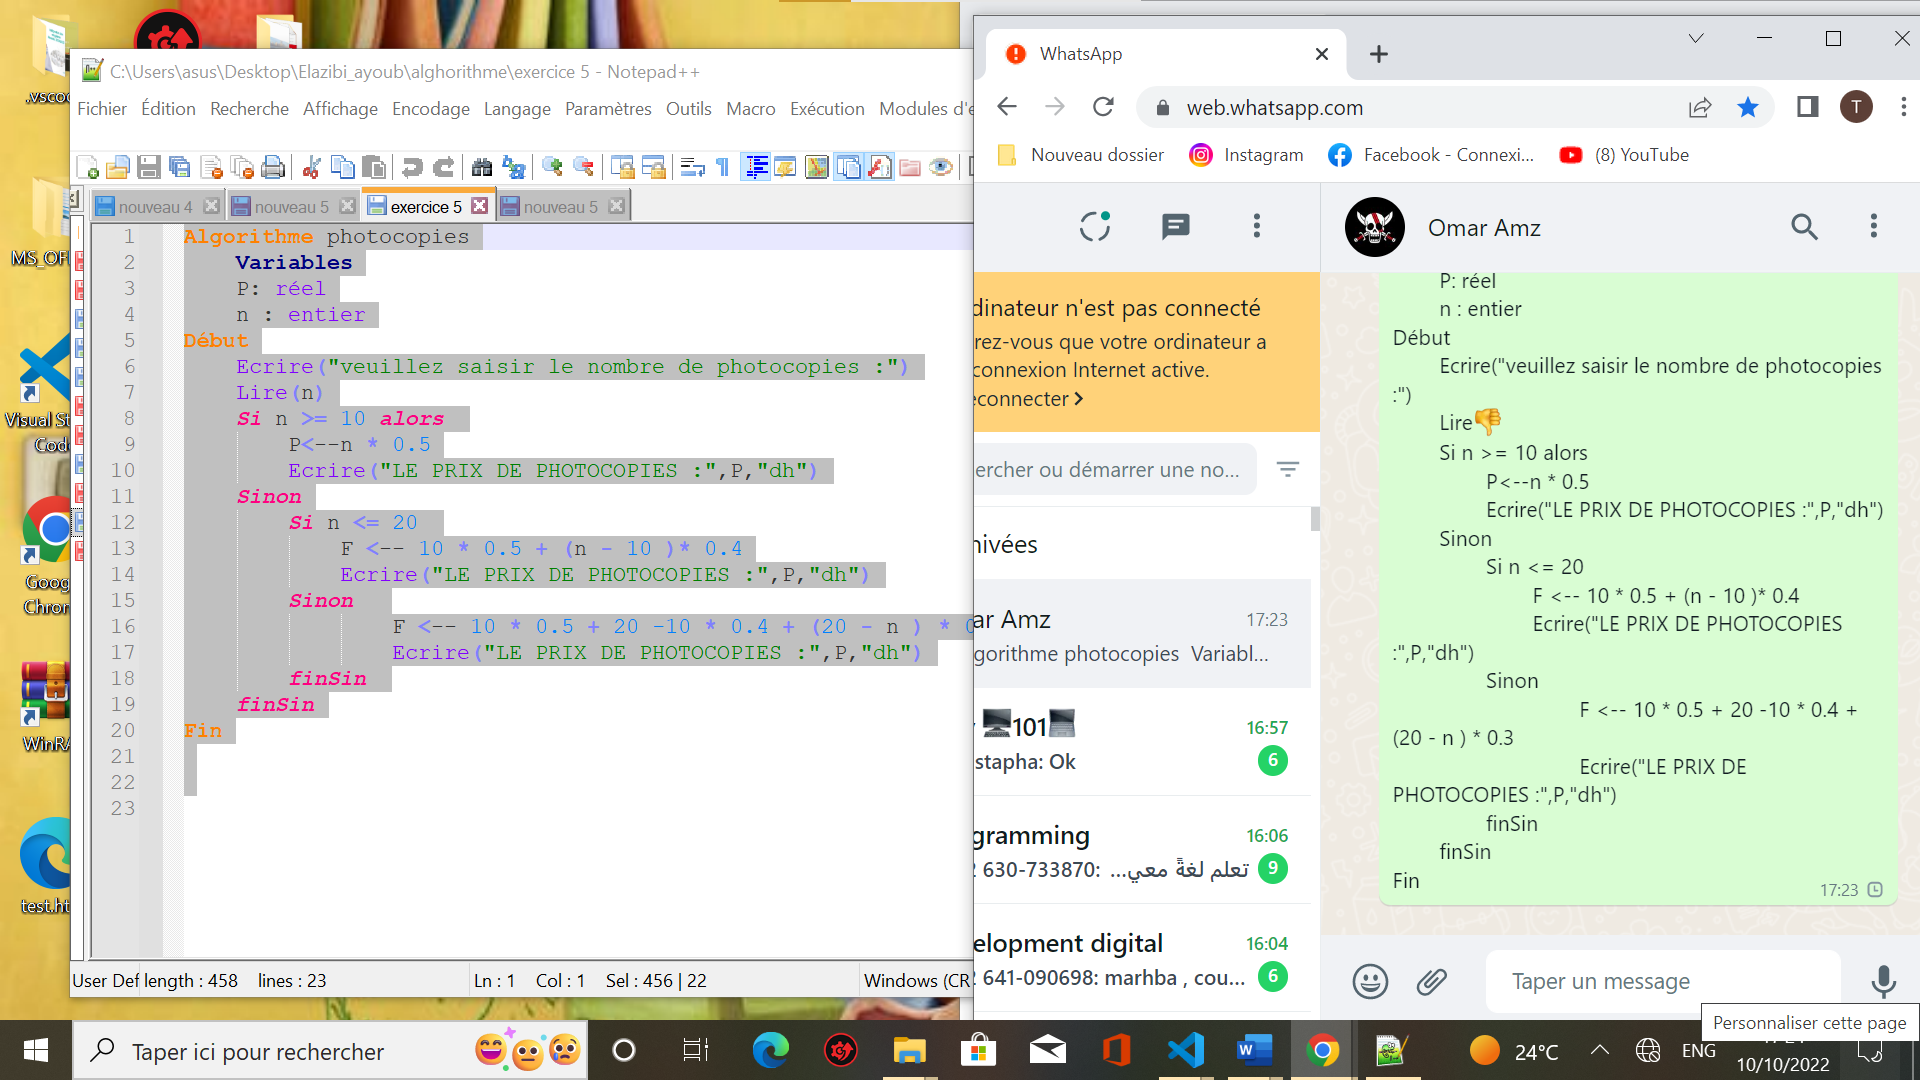 .vscod
MS_OF
Visual St
Code
Goog
Chron
WinRA
test.ht
C:\Users\asus\Desktop\Elazibi_ayoub\alghorithme\exercice 5 - Notepad++
Fichier Édition Recherche Affichage Encodage Langage Paramètres Outils Macro Exécution Modules d'e
nouveau 4 nouveau 5 exercice 5 nouveau 5
1 Algorithme photocopies
2 Variables
3 P: réel
4 n : entier
5 Début
6 Ecrire("veuillez saisir le nombre de photocopies :")
7 Lire(n)
8 Si n >= 10 alors
9 P<--n * 0.5
10 Ecrire("LE PRIX DE PHOTOCOPIES :",P,"dh")
11 Sinon
12 Si n <= 20
13 F <-- 10 * 0.5 + (n - 10 )* 0.4
14 Ecrire("LE PRIX DE PHOTOCOPIES :",P,"dh")
15 Sinon
16 F <-- 10 * 0.5 + 20 -10 * 0.4 + (20 - n ) * 0
17 Ecrire("LE PRIX DE PHOTOCOPIES :",P,"dh")
18 finSin
19 finSin
20 Fin
21
22
23
User Def length : 458 lines : 23 Ln : 1 Col : 1 Sel : 456 | 22 Windows (CR
WhatsApp
web.whatsapp.com
T
Nouveau dossier Instagram Facebook - Connexi... (8) YouTube
dinateur n'est pas connecté
rez-vous que votre ordinateur a
connexion Internet active.
econnecter >
ercher ou démarrer une no...
nivées
ar Amz 17:23
gorithme photocopies Variabl...
101 16:57
stapha: Ok 6
gramming 16:06
2 630-733870: تعلم لغةً معي... 9
elopment digital 16:04
641-090698: marhba , cou... 6
Omar Amz
P: réel
n : entier
Début
Ecrire("veuillez saisir le nombre de photocopies
:")
Lire👎
Si n >= 10 alors
P<--n * 0.5
Ecrire("LE PRIX DE PHOTOCOPIES :",P,"dh")
Sinon
Si n <= 20
F <-- 10 * 0.5 + (n - 10 )* 0.4
Ecrire("LE PRIX DE PHOTOCOPIES
:",P,"dh")
Sinon
F <-- 10 * 0.5 + 20 -10 * 0.4 +
(20 - n ) * 0.3
Ecrire("LE PRIX DE
PHOTOCOPIES :",P,"dh")
finSin
finSin
Fin
17:23
Taper un message
Personnaliser cette page
Taper ici pour rechercher
24°C
ENG
10/10/2022